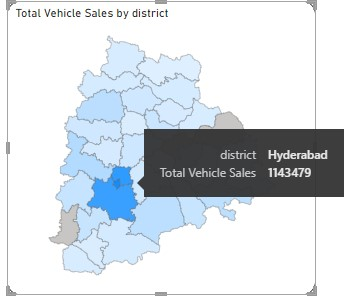 Total Vehicle Sales by district
district Hyderabad
Total Vehicle Sales 1143479